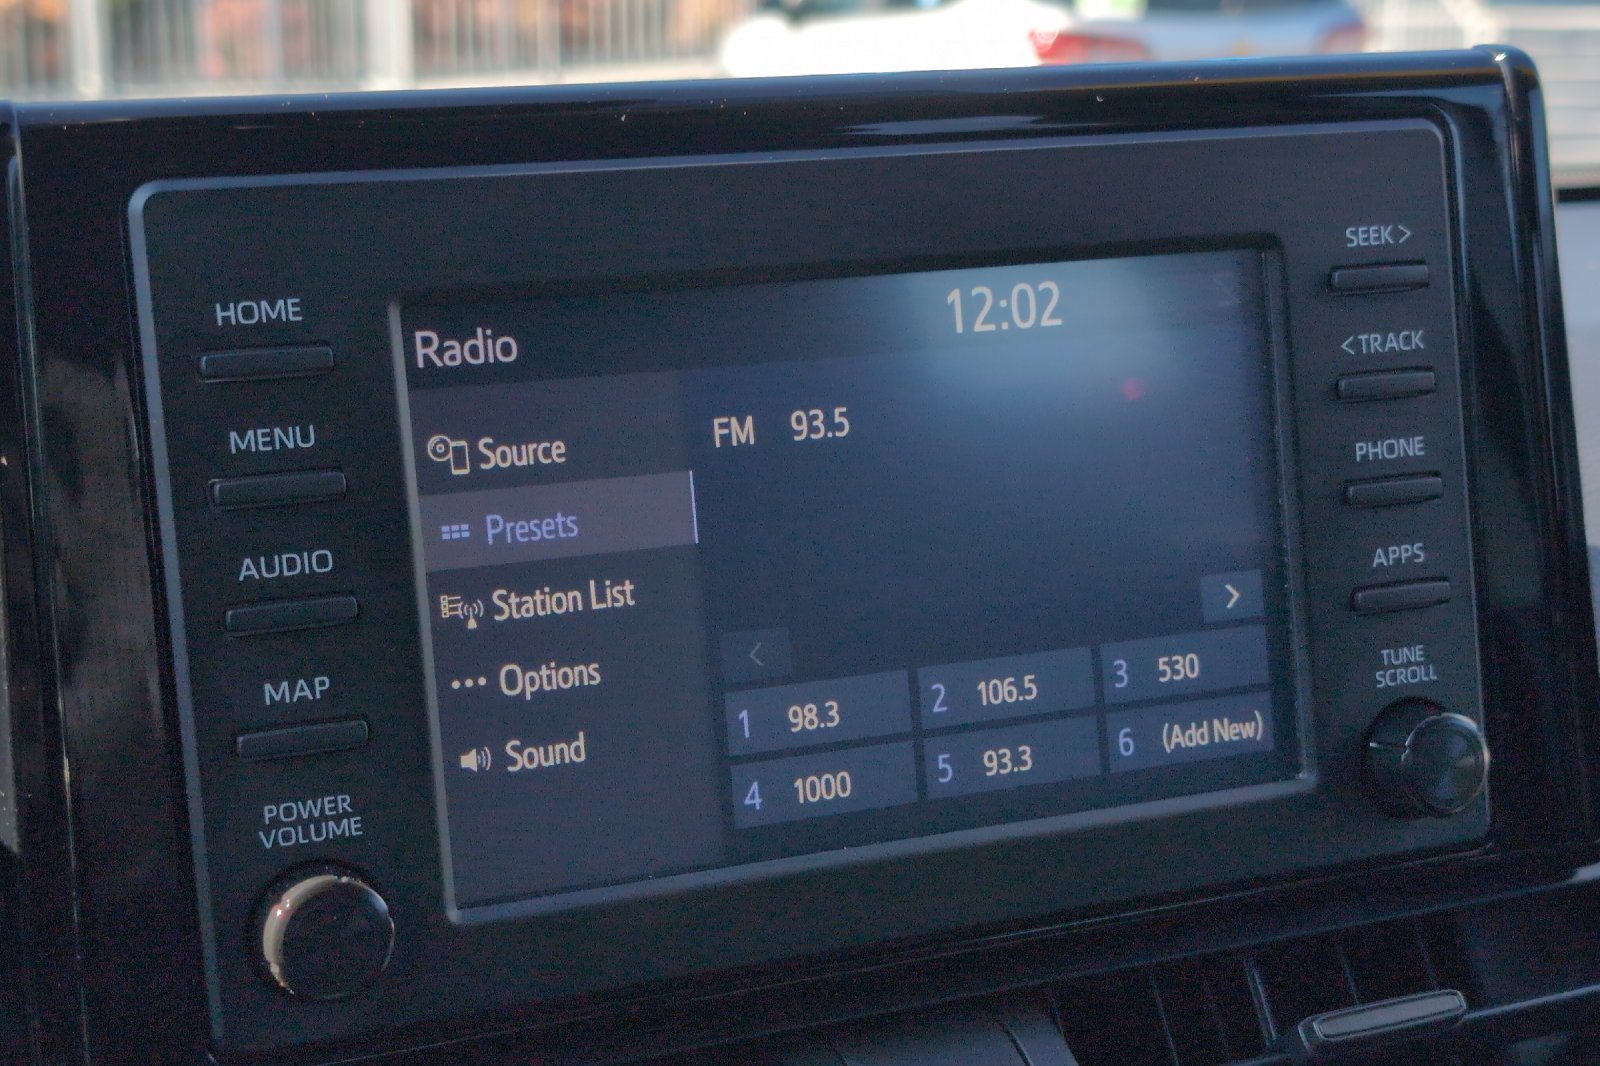 HOME
MENU
AUDIO
MAP
POWER
VOLUME
Radio
12:02
Source
Presets
Station List
Options
Sound
FM 93.5
<
>
1 98.3
2 106.5
3 530
4 1000
5 93.3
6 (Add New)
SEEK >
< TRACK
PHONE
APPS
TUNE
SCROLL